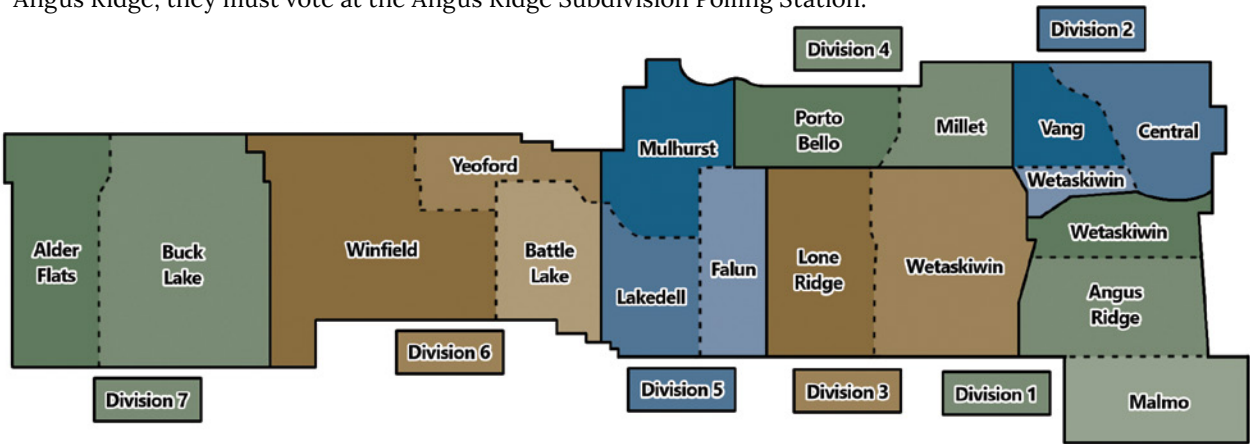 Angus Ridge, they must vote at the Angus Ridge Subdivision Polling Station.
Division 2
Division 4
Porto
Bello
Millet
Vang
Central
Mulhurst
Yeoford
Wetaskiwin
Wetaskiwin
Alder
Flats
Buck
Lake
Winfield
Battle
Lake
Falun
Lone
Ridge
Wetaskiwin
Lakedell
Angus
Ridge
Division 6
Division 7
Division 5
Division 3
Division 1
Malmo